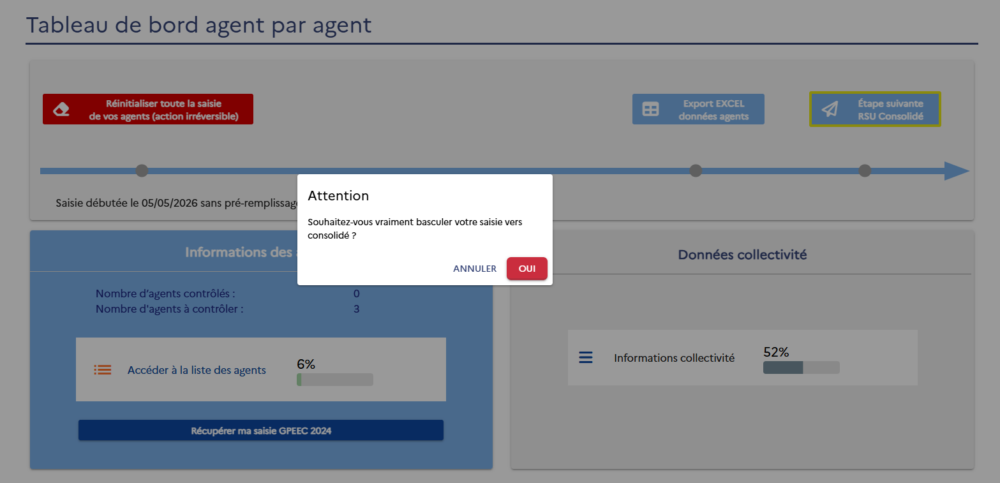 Tableau de bord agent par agent
Réinitialiser toute la saisie
de vos agents (action irréversible)
Export EXCEL
données agents
Étape suivante
RSU Consolidé
Saisie débutée le 05/05/2026 sans pré-remplissage
Attention
Souhaitez-vous vraiment basculer votre saisie vers
consolidé ?
ANNULER
OUI
Informations des
Nombre d’agents contrôlés :
0
Nombre d'agents à contrôler :
3
Accéder à la liste des agents
6%
Récupérer ma saisie GPEEC 2024
Données collectivité
Informations collectivité
52%